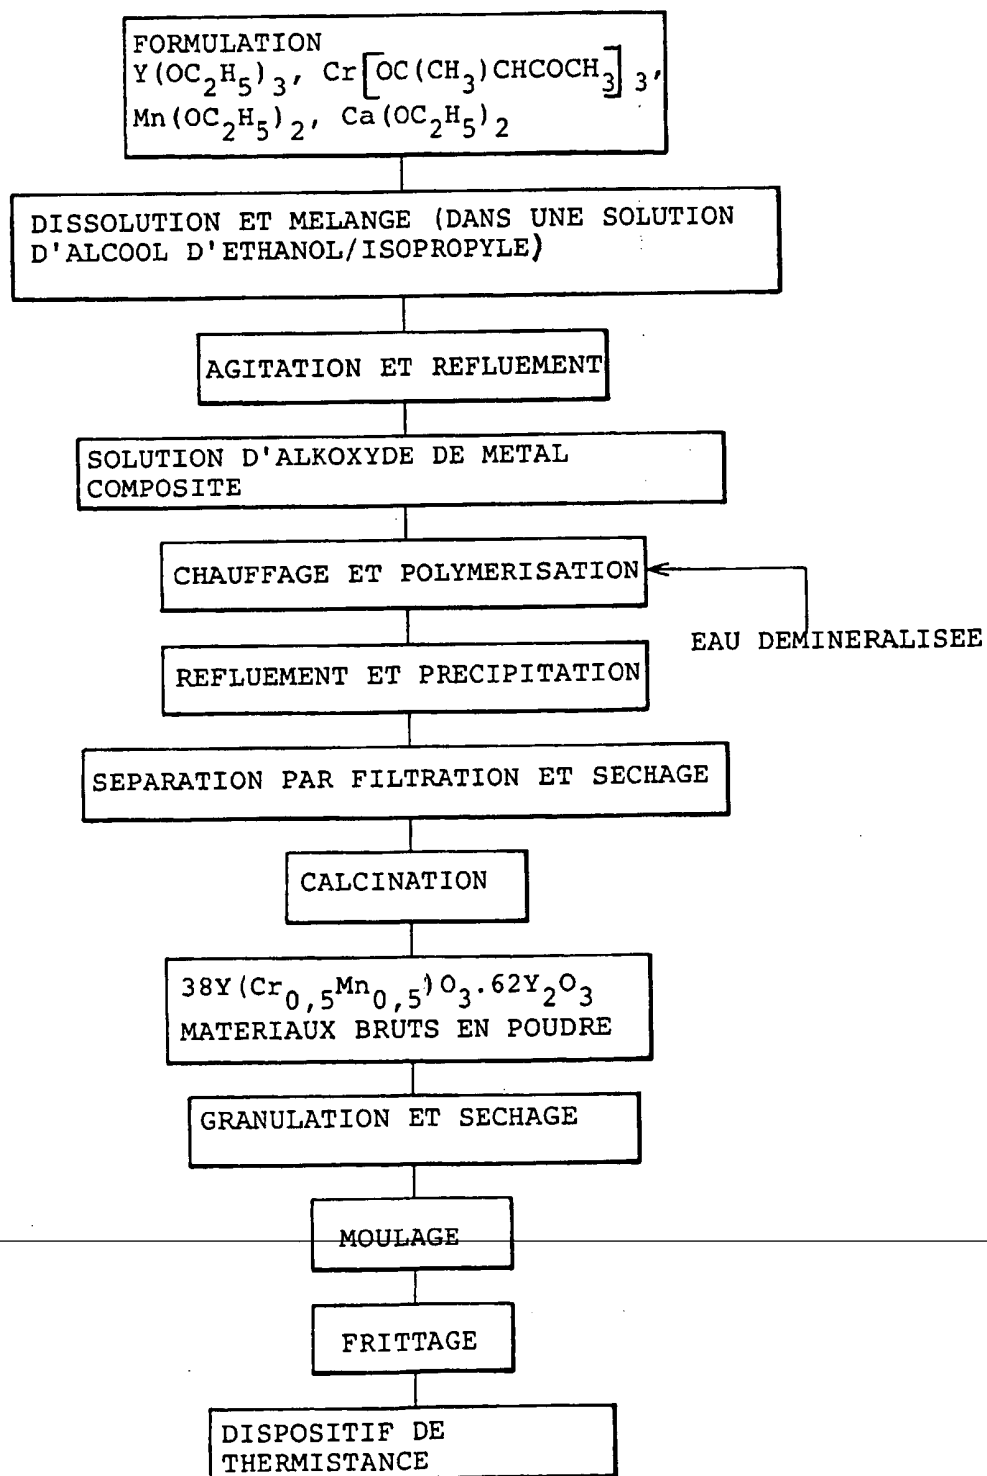 FORMULATION
Y(OC2H5)3, Cr[OC(CH3)CHCOCH3]3,
Mn(OC2H5)2, Ca(OC2H5)2
DISSOLUTION ET MELANGE (DANS UNE SOLUTION
D'ALCOOL D'ETHANOL/ISOPROPYLE)
AGITATION ET REFLUEMENT
SOLUTION D'ALKOXYDE DE METAL
COMPOSITE
CHAUFFAGE ET POLYMERISATION
EAU DEMINERALISEE
REFLUEMENT ET PRECIPITATION
SEPARATION PAR FILTRATION ET SECHAGE
CALCINATION
38Y(Cr0,5Mn0,5)O3.62Y2O3
MATERIAUX BRUTS EN POUDRE
GRANULATION ET SECHAGE
MOULAGE
FRITTAGE
DISPOSITIF DE
THERMISTANCE